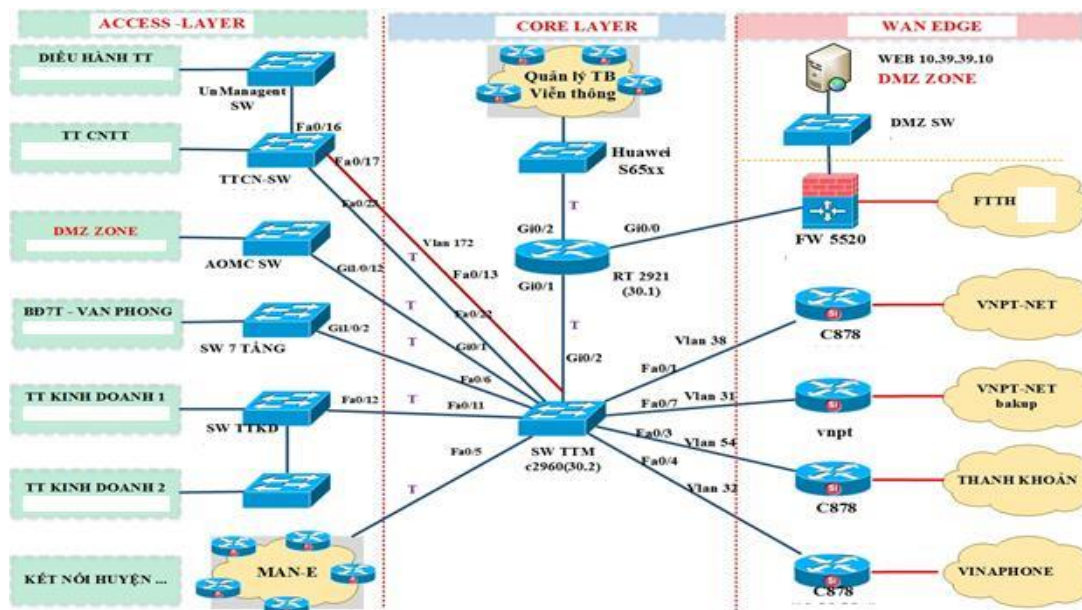 ACCESS -LAYER
CORE LAYER
WAN EDGE
ĐIỀU HÀNH TT
UnManagent
SW
Fa0/16
TT CNTT
TTCN-SW
Fa0/17
Fa0/23
Vlan 172
Fa0/13
T
DMZ ZONE
AOMC SW
Gi1/0/12
T
Fa0/22
BĐ7T - VAN PHONG
SW 7 TẦNG
Gi1/0/2
T
Gi0/1
Fa0/6
TT KINH DOANH 1
SW TTKD
Fa0/12
T
Fa0/11
TT KINH DOANH 2
Fa0/5
T
KẾT NỐI HUYỆN ...
MAN-E
Quản lý TB
Viễn thông
Huawei
S65xx
T
Gi0/2
Gi0/0
RT 2921
(30.1)
Gi0/1
T
Gi0/2
SW TTM
c2960(30.2)
WEB 10.39.39.10
DMZ ZONE
DMZ SW
FW 5520
FTTH
Vlan 38
Fa0/1
Si
C878
VNPT-NET
Vlan 31
Fa0/7
Si
vnpt
VNPT-NET
bakup
Fa0/3
Vlan 54
Si
C878
THANH KHOẢN
Fa0/4
Vlan 32
Si
C878
VINAPHONE